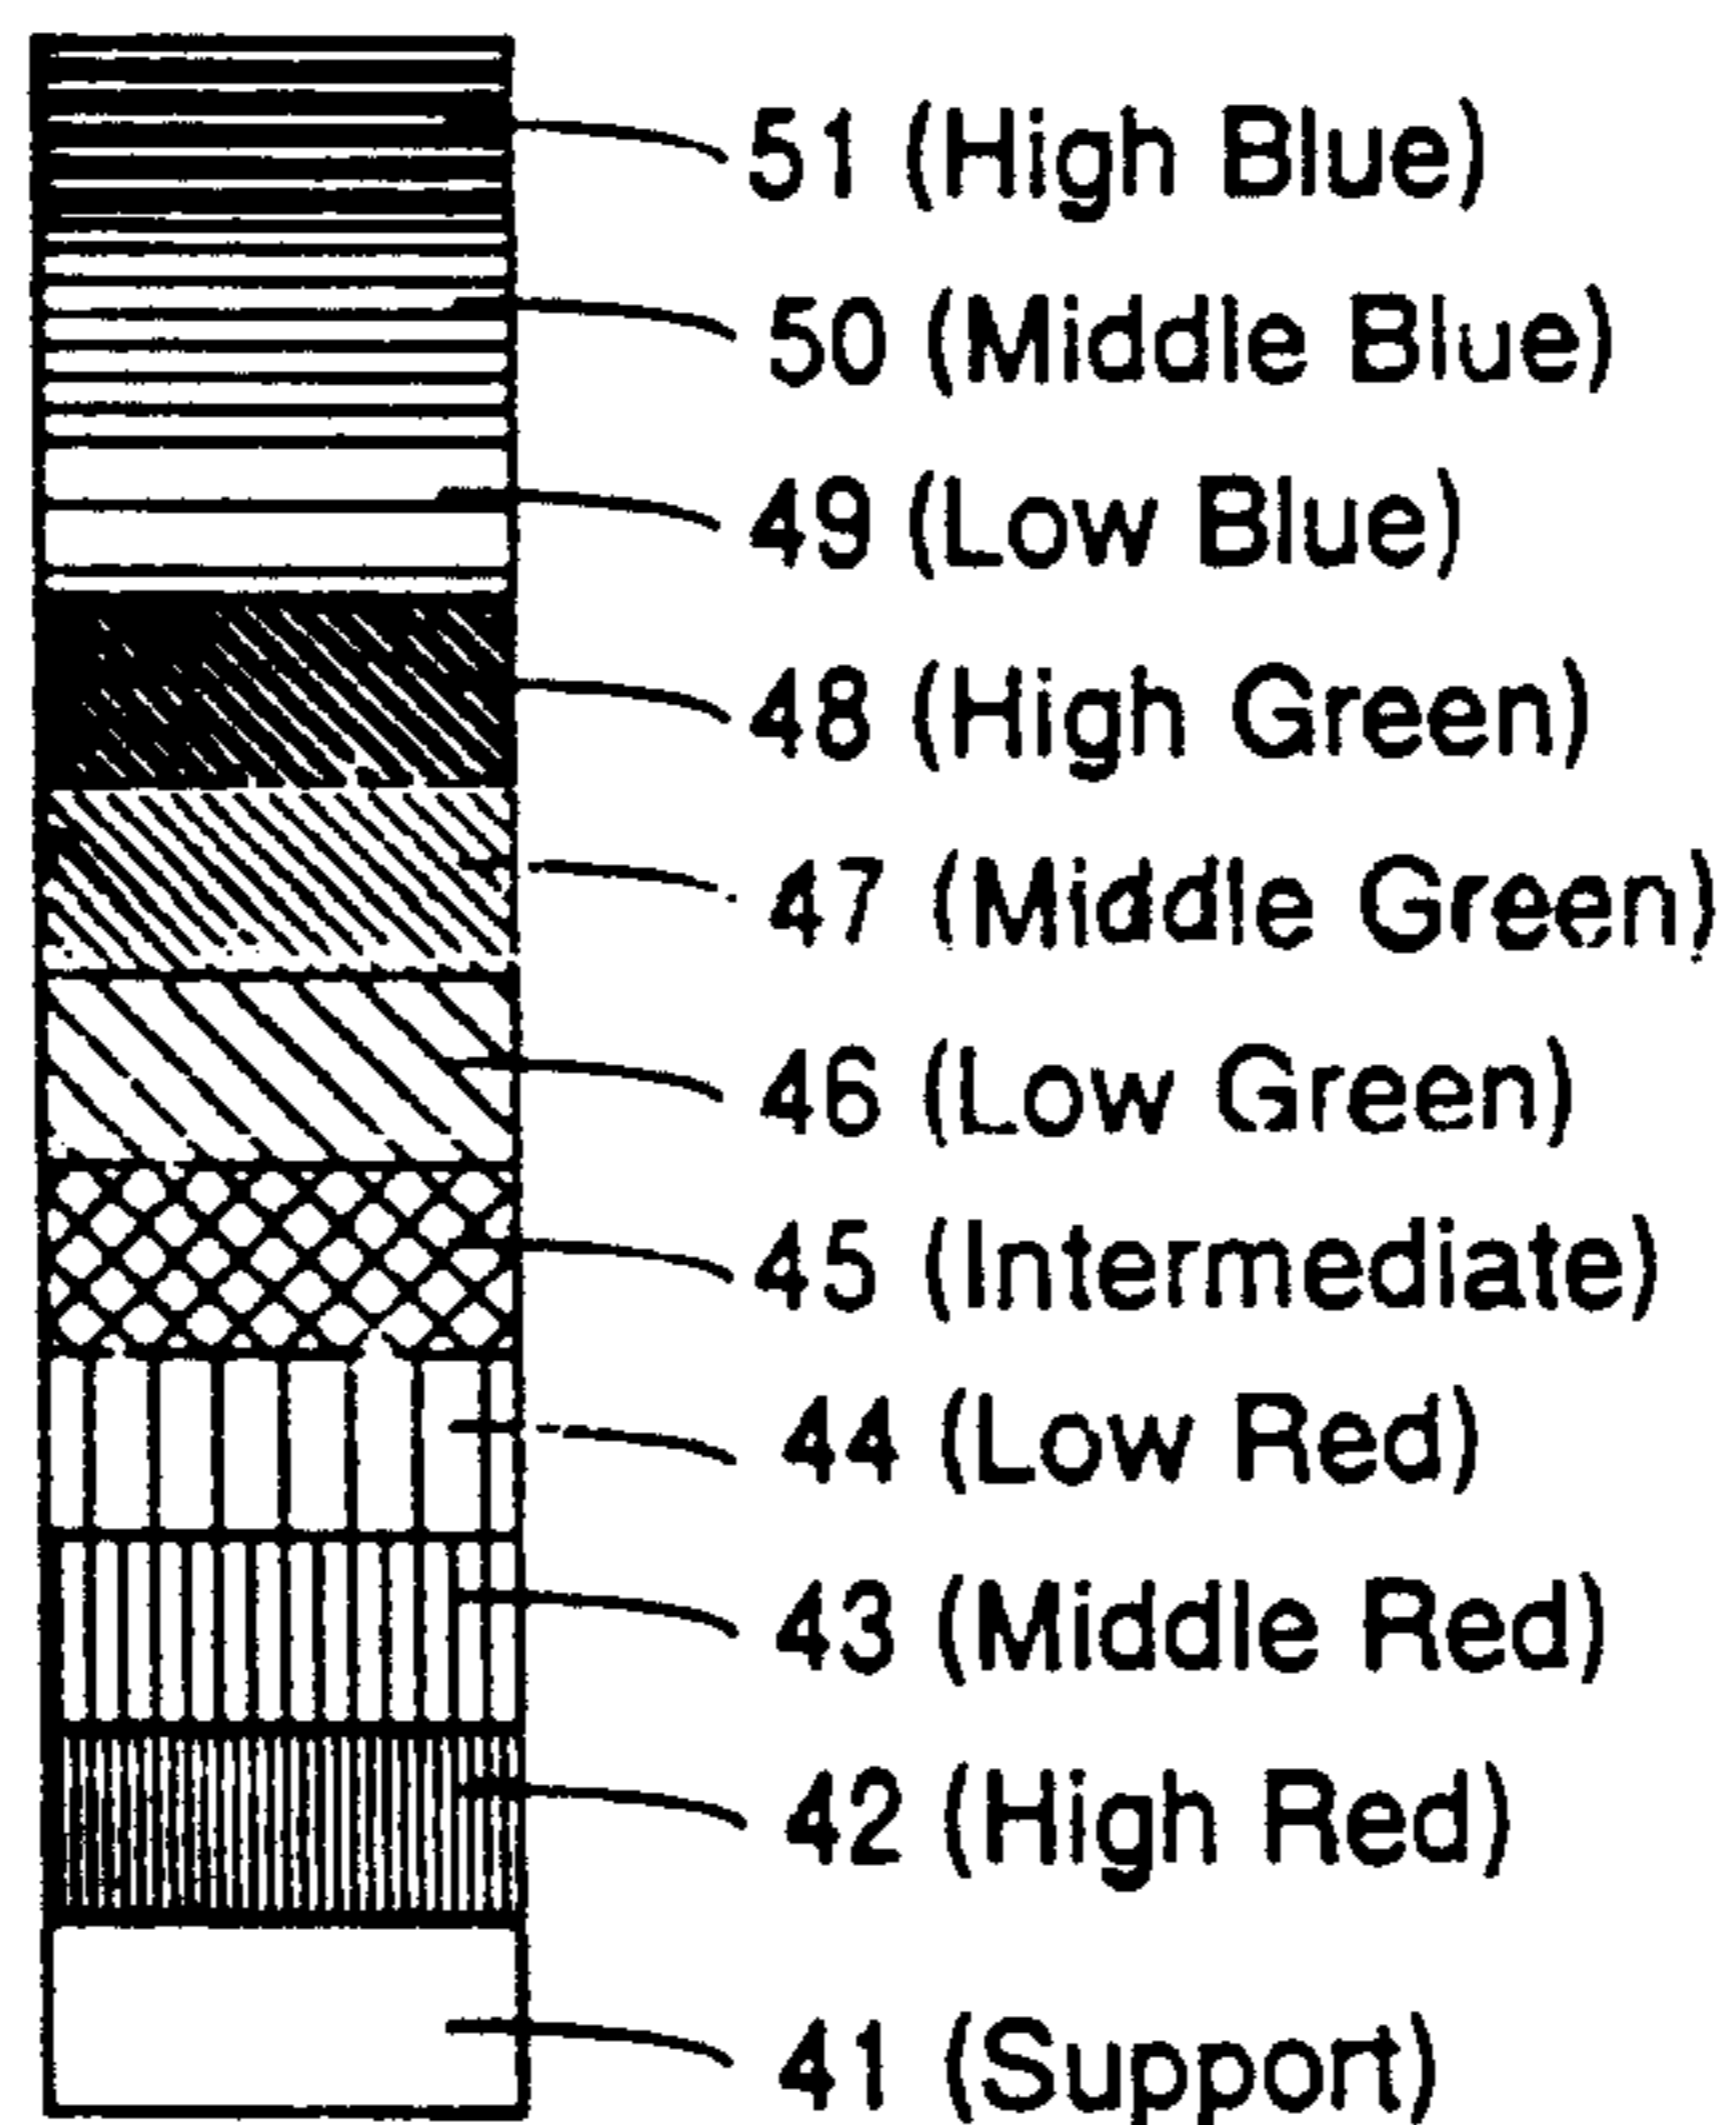 51 (High Blue)
50 (Middle Blue)
49 (Low Blue)
48 (High Green)
47 (Middle Green)
46 (Low Green)
45 (Intermediate)
44 (Low Red)
43 (Middle Red)
42 (High Red)
41 (Support)